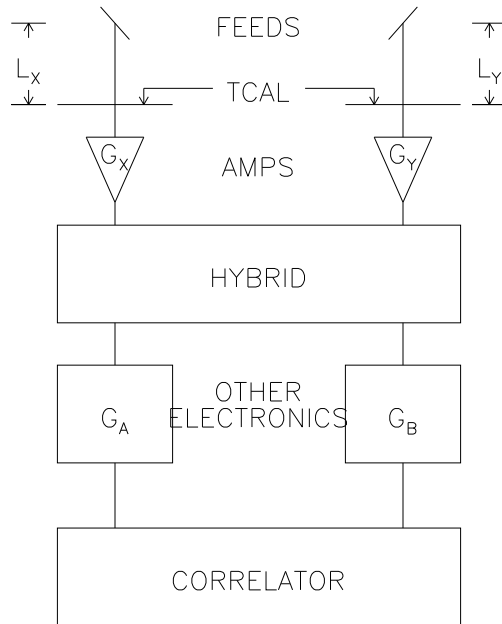 FEEDS
L_X
L_Y
TCAL
G_X
G_Y
AMPS
HYBRID
OTHER
ELECTRONICS
G_A
G_B
CORRELATOR